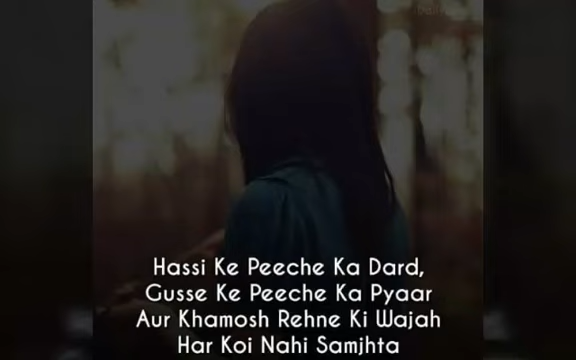 Hassi Ke Peeche Ka Dard,
Gusse Ke Peeche Ka Pyaar
Aur Khamosh Rehne Ki Wajah
Har Koi Nahi Samjhta